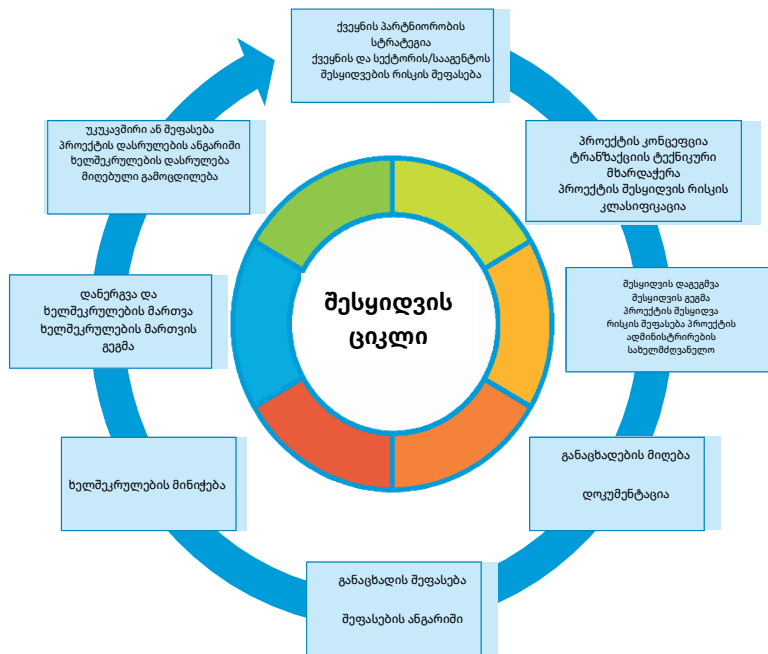 ქვეყნის პარტნიორობის
სტრატეგია
ქვეყნის და სექტორის/სააგენტოს
შესყიდვების რისკის შეფასება
პროექტის კონცეფცია
ტრანზაქციის ტექნიკური
მხარდაჭერა
პროექტის შესყიდვის რისკის
კლასიფიკაცია
შესყიდვის დაგეგმვა
შესყიდვის გეგმა
პროექტის შესყიდვა
რისკის შეფასება პროექტის
ადმინისტრირების
სახელმძღვანელო
განაცხადების მიღება
დოკუმენტაცია
განაცხადის შეფასება
შეფასების ანგარიში
ხელშეკრულების მინიჭება
დანერგვა და
ხელშეკრულების მართვა
ხელშეკრულების მართვის
გეგმა
უკუკავშირი ან შეფასება
პროექტის დასრულების ანგარიში
ხელშეკრულების დასრულება
მიღებული გამოცდილება
შესყიდვის
ციკლი